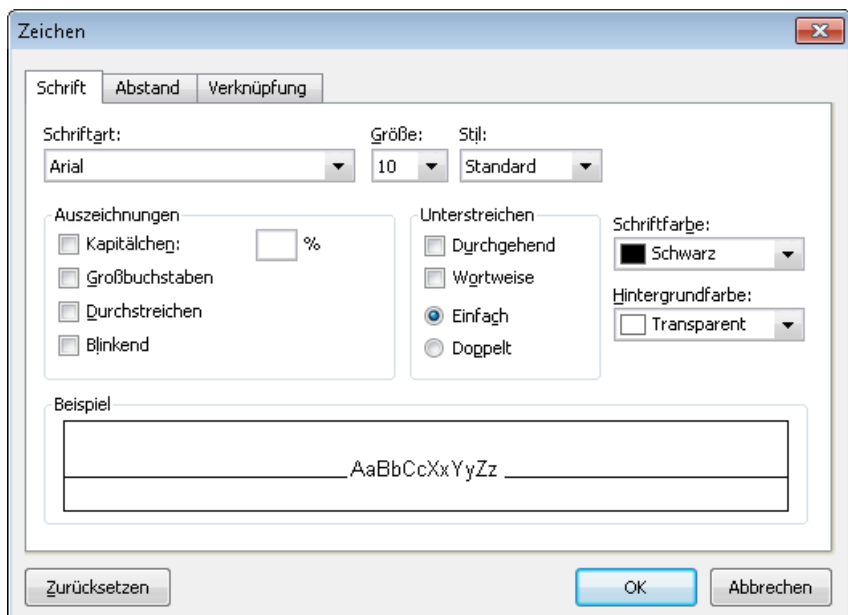 Zeichen
Schrift Abstand Verknüpfung
Schriftart: Größe: Stil:
Arial 10 Standard
Auszeichnungen Unterstreichen Schriftfarbe:
Kapitälchen: % Durchgehend Schwarz
Großbuchstaben Wortweise Hintergrundfarbe:
Durchstreichen Einfach Transparent
Blinkend Doppelt
Beispiel
AaBbCcXxYyZz
Zurücksetzen OK Abbrechen